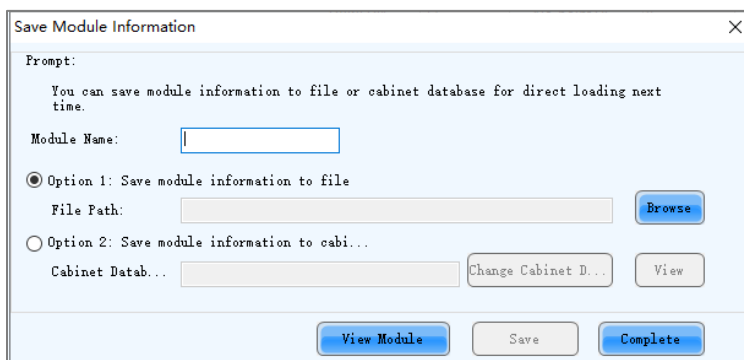 Save Module Information
Prompt:
You can save module information to file or cabinet database for direct loading next
time.
Module Name:
Option 1: Save module information to file
File Path:
Browse
Option 2: Save module information to cabi...
Cabinet Datab...
Change Cabinet D...
View
View Module
Save
Complete